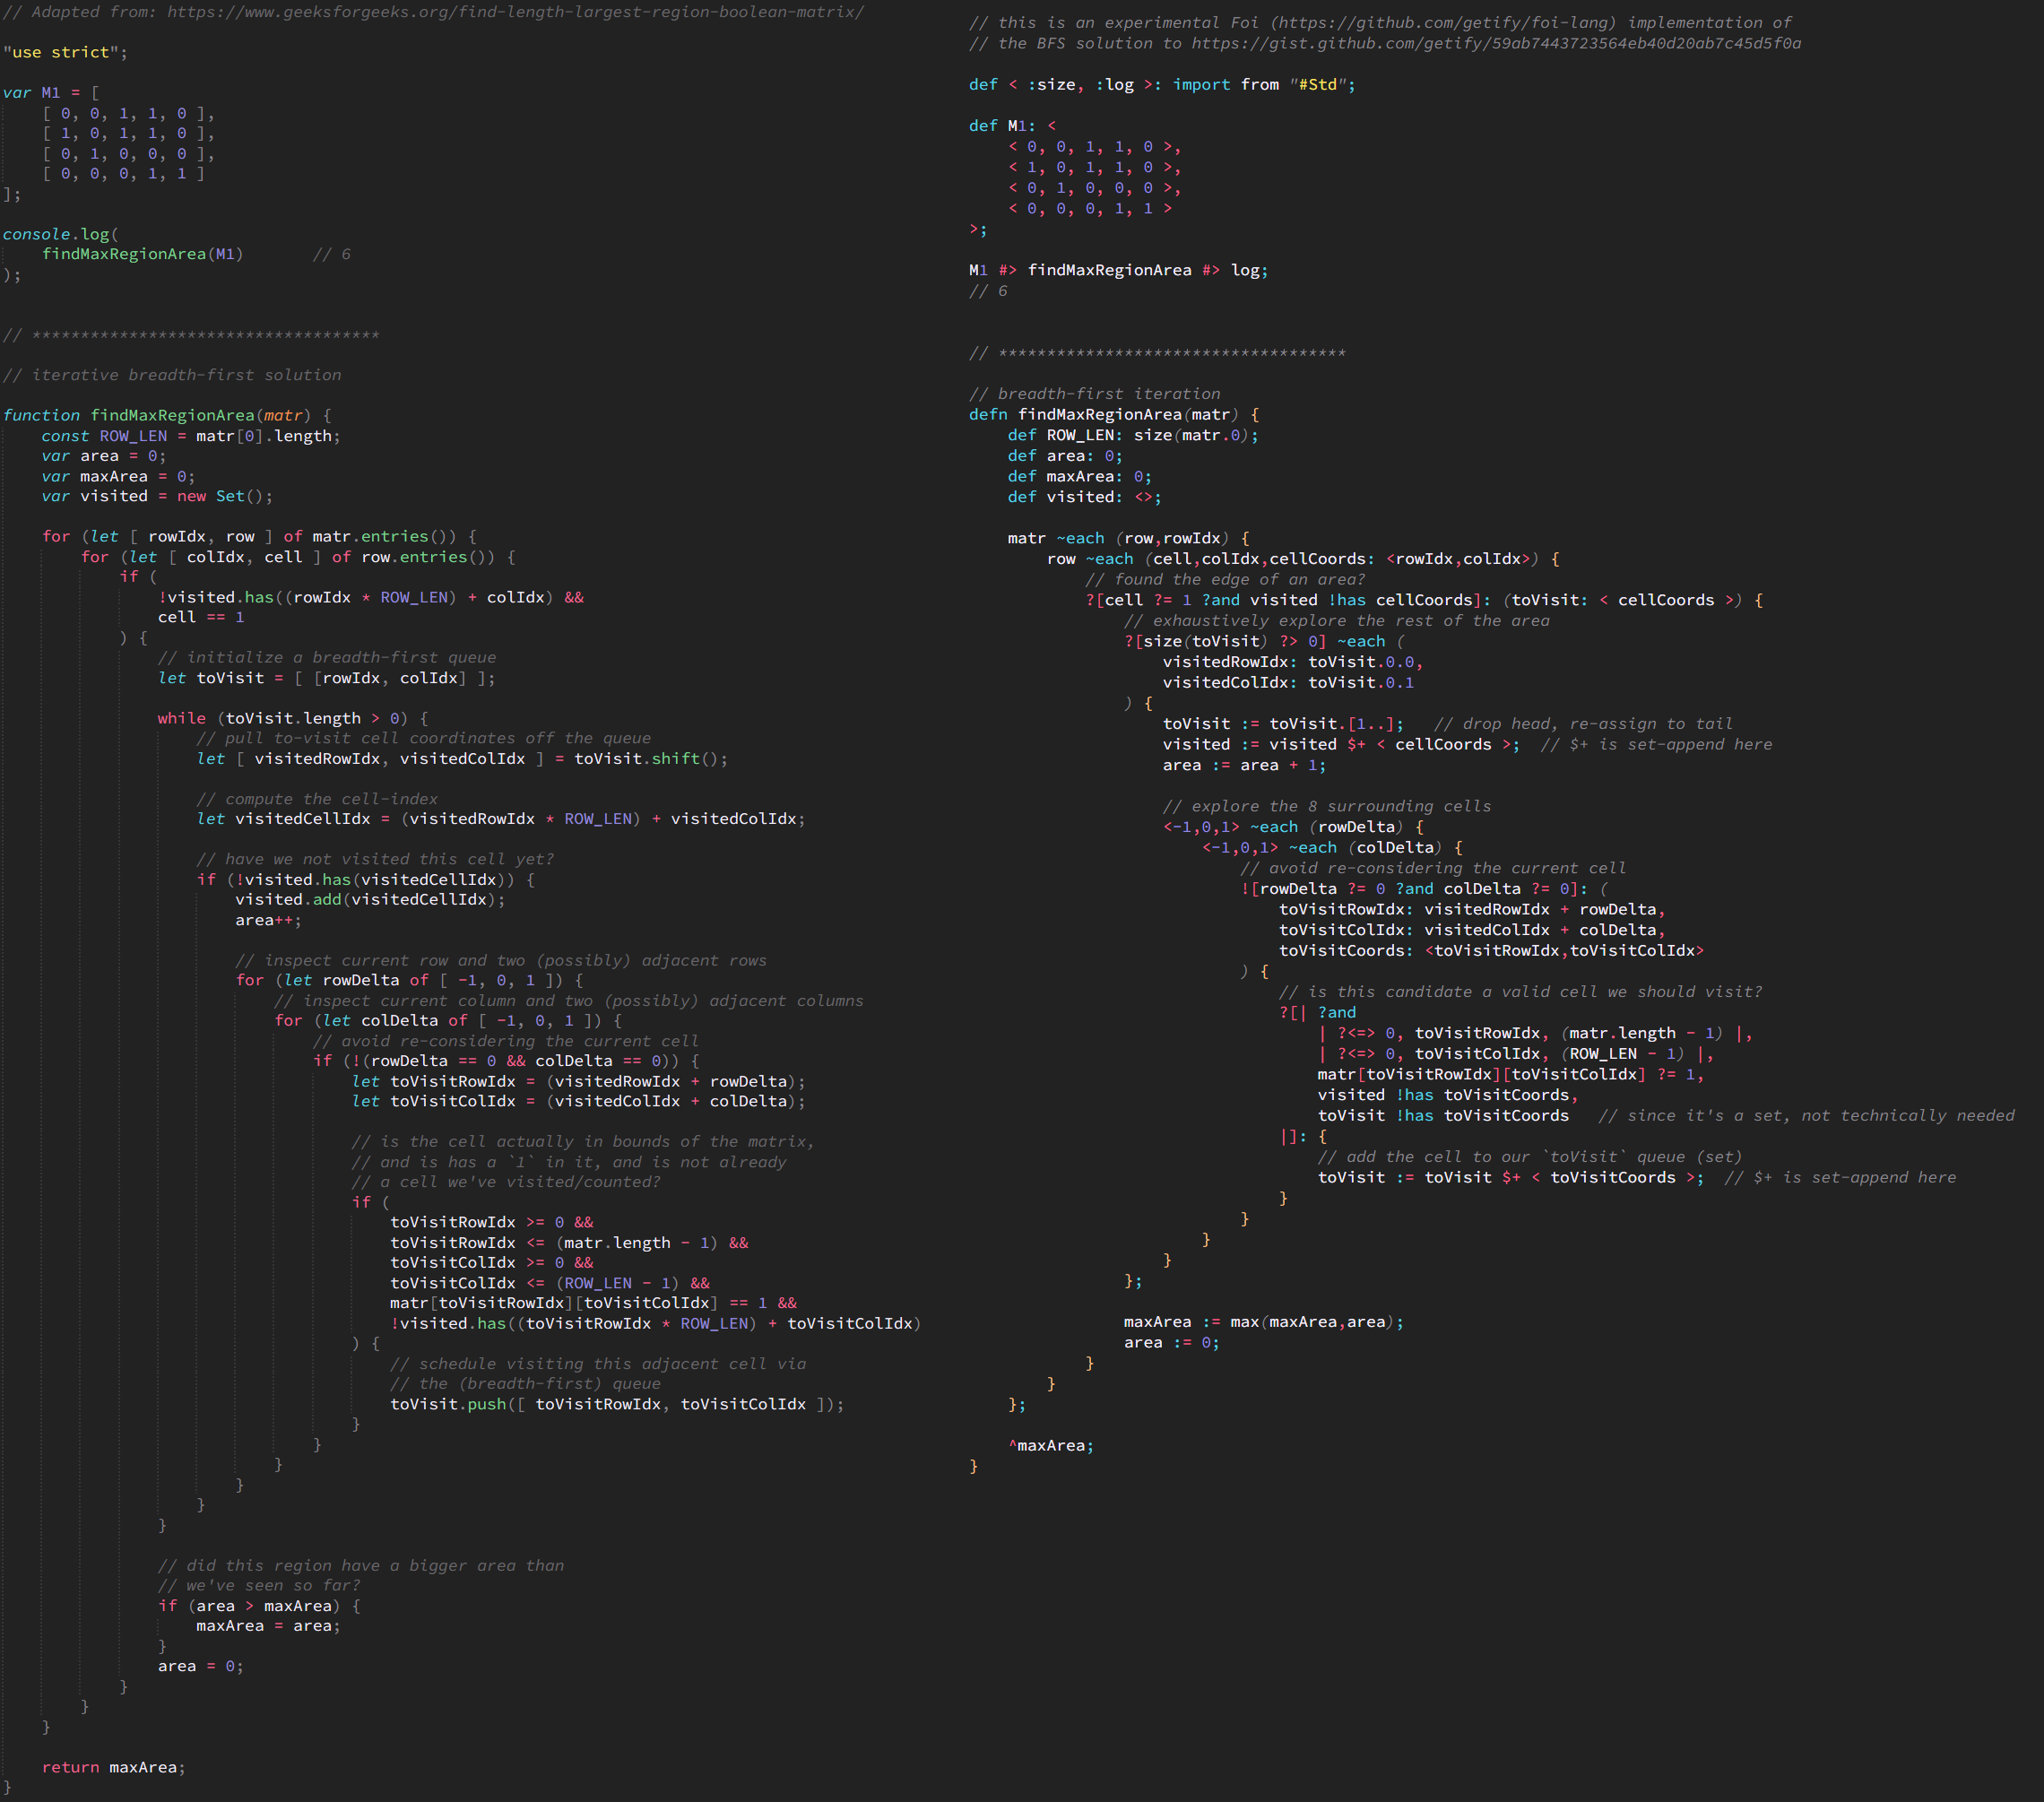 // Adapted from: https://www.geeksforgeeks.org/find-length-largest-region-boolean-matrix/
"use strict";
var M1 = [
[ 0, 0, 1, 1, 0 ],
[ 1, 0, 1, 1, 0 ],
[ 0, 1, 0, 0, 0 ],
[ 0, 0, 0, 1, 1 ]
];
console.log(
findMaxRegionArea(M1) // 6
);
// ************************************
// iterative breadth-first solution
function findMaxRegionArea(matr) {
const ROW_LEN = matr[0].length;
var area = 0;
var maxArea = 0;
var visited = new Set();
for (let [ rowIdx, row ] of matr.entries()) {
for (let [ colIdx, cell ] of row.entries()) {
if (
!visited.has((rowIdx * ROW_LEN) + colIdx) &&
cell == 1
) {
// initialize a breadth-first queue
let toVisit = [ [rowIdx, colIdx] ];
while (toVisit.length > 0) {
// pull to-visit cell coordinates off the queue
let [ visitedRowIdx, visitedColIdx ] = toVisit.shift();
// compute the cell-index
let visitedCellIdx = (visitedRowIdx * ROW_LEN) + visitedColIdx;
// have we not visited this cell yet?
if (!visited.has(visitedCellIdx)) {
visited.add(visitedCellIdx);
area++;
// inspect current row and two (possibly) adjacent rows
for (let rowDelta of [ -1, 0, 1 ]) {
// inspect current column and two (possibly) adjacent columns
for (let colDelta of [ -1, 0, 1 ]) {
// avoid re-considering the current cell
if (!(rowDelta == 0 && colDelta == 0)) {
let toVisitRowIdx = (visitedRowIdx + rowDelta);
let toVisitColIdx = (visitedColIdx + colDelta);
// is the cell actually in bounds of the matrix,
// and is has a `1` in it, and is not already
// a cell we've visited/counted?
if (
toVisitRowIdx >= 0 &&
toVisitRowIdx <= (matr.length - 1) &&
toVisitColIdx >= 0 &&
toVisitColIdx <= (ROW_LEN - 1) &&
matr[toVisitRowIdx][toVisitColIdx] == 1 &&
!visited.has((toVisitRowIdx * ROW_LEN) + toVisitColIdx)
) {
// schedule visiting this adjacent cell via
// the (breadth-first) queue
toVisit.push([ toVisitRowIdx, toVisitColIdx ]);
}
}
}
}
}
}
// did this region have a bigger area than
// we've seen so far?
if (area > maxArea) {
maxArea = area;
}
area = 0;
}
}
}
return maxArea;
}
// this is an experimental Foi (https://github.com/getify/foi-lang) implementation of
// the BFS solution to https://gist.github.com/getify/59ab7443723564eb40d20ab7c45d5f0a
def < :size, :log >: import from "#Std";
def M1: <
< 0, 0, 1, 1, 0 >,
< 1, 0, 1, 1, 0 >,
< 0, 1, 0, 0, 0 >,
< 0, 0, 0, 1, 1 >
>;
M1 #> findMaxRegionArea #> log;
// 6
// ************************************
// breadth-first iteration
defn findMaxRegionArea(matr) {
def ROW_LEN: size(matr.0);
def area: 0;
def maxArea: 0;
def visited: <>;
matr ~each (row,rowIdx) {
row ~each (cell,colIdx,cellCoords: <rowIdx,colIdx>) {
// found the edge of an area?
?[cell ?= 1 ?and visited !has cellCoords]: (toVisit: < cellCoords >) {
// exhaustively explore the rest of the area
?[size(toVisit) ?> 0] ~each (
visitedRowIdx: toVisit.0.0,
visitedColIdx: toVisit.0.1
) {
toVisit := toVisit.[1..]; // drop head, re-assign to tail
visited := visited $+ < cellCoords >; // $+ is set-append here
area := area + 1;
// explore the 8 surrounding cells
<-1,0,1> ~each (rowDelta) {
<-1,0,1> ~each (colDelta) {
// avoid re-considering the current cell
![rowDelta ?= 0 ?and colDelta ?= 0]: (
toVisitRowIdx: visitedRowIdx + rowDelta,
toVisitColIdx: visitedColIdx + colDelta,
toVisitCoords: <toVisitRowIdx,toVisitColIdx>
) {
// is this candidate a valid cell we should visit?
?[| ?and
| ?<=> 0, toVisitRowIdx, (matr.length - 1) |,
| ?<=> 0, toVisitColIdx, (ROW_LEN - 1) |,
matr[toVisitRowIdx][toVisitColIdx] ?= 1,
visited !has toVisitCoords,
toVisit !has toVisitCoords // since it's a set, not technically needed
|]: {
// add the cell to our `toVisit` queue (set)
toVisit := toVisit $+ < toVisitCoords >; // $+ is set-append here
}
}
}
}
};
maxArea := max(maxArea,area);
area := 0;
}
}
};
^maxArea;
}